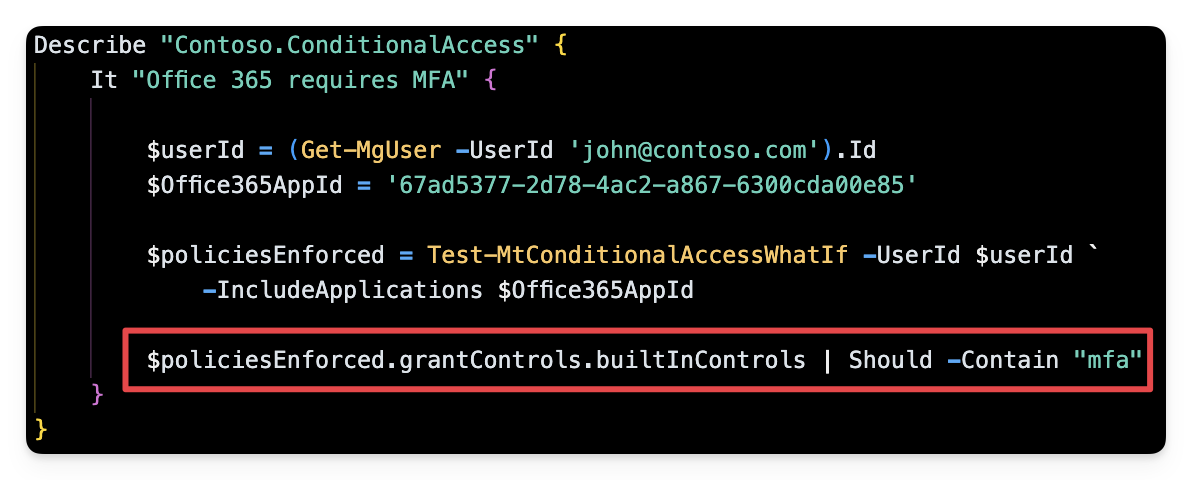 Describe "Contoso.ConditionalAccess" {
It "Office 365 requires MFA" {
$userId = (Get-MgUser -UserId 'john@contoso.com').Id
$Office365AppId = '67ad5377-2d78-4ac2-a867-6300cda00e85'
$policiesEnforced = Test-MtConditionalAccessWhatIf -UserId $userId `
-IncludeApplications $Office365AppId
$policiesEnforced.grantControls.builtInControls | Should -Contain "mfa"
}
}